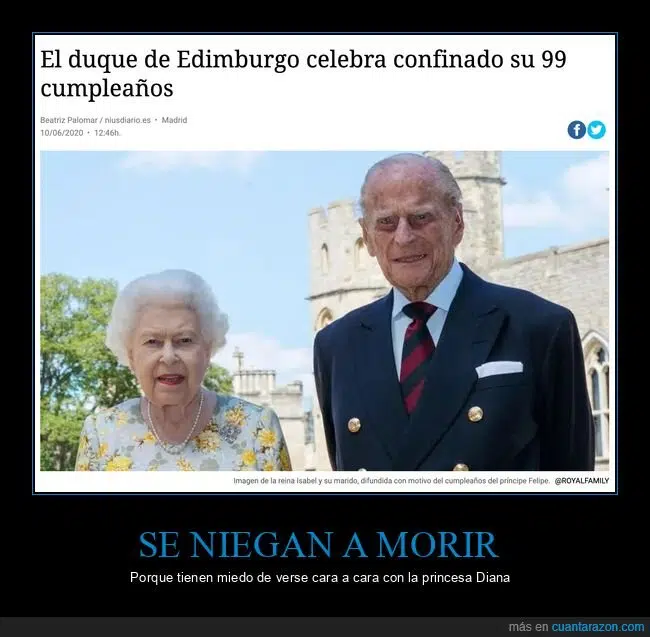 El duque de Edimburgo celebra confinado su 99
cumpleaños
Beatriz Palomar / niusdiario.es • Madrid
10/06/2020 • 12:46h.
Imagen de la reina Isabel y su marido, difundida con motivo del cumpleaños del príncipe Felipe. @ROYALFAMILY
SE NIEGAN A MORIR
Porque tienen miedo de verse cara a cara con la princesa Diana
más en cuantarazon.com